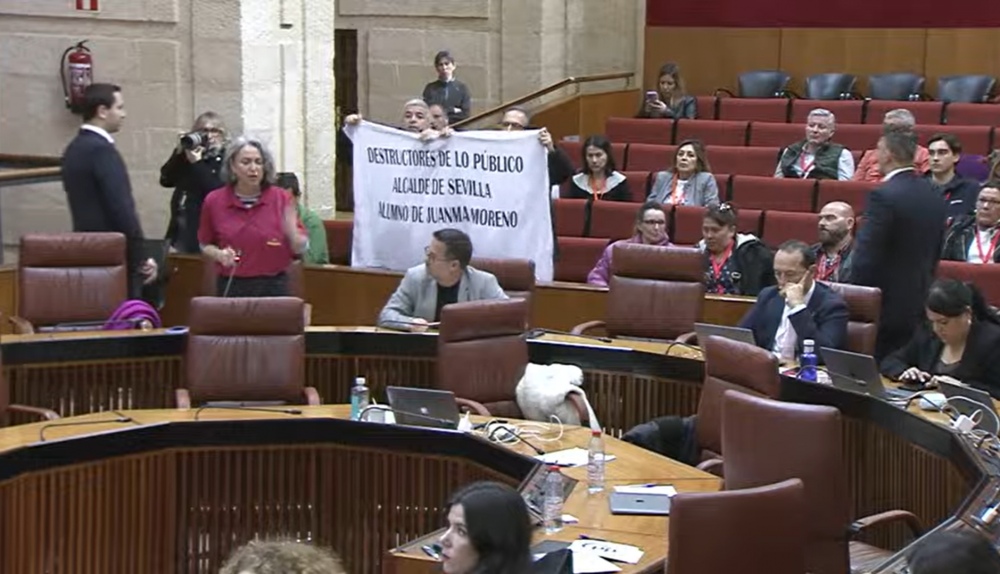 DESTRUCTORES DE LO PÚBLICO
ALCALDE DE SEVILLA
ALUMNO DE JUANMA MORENO